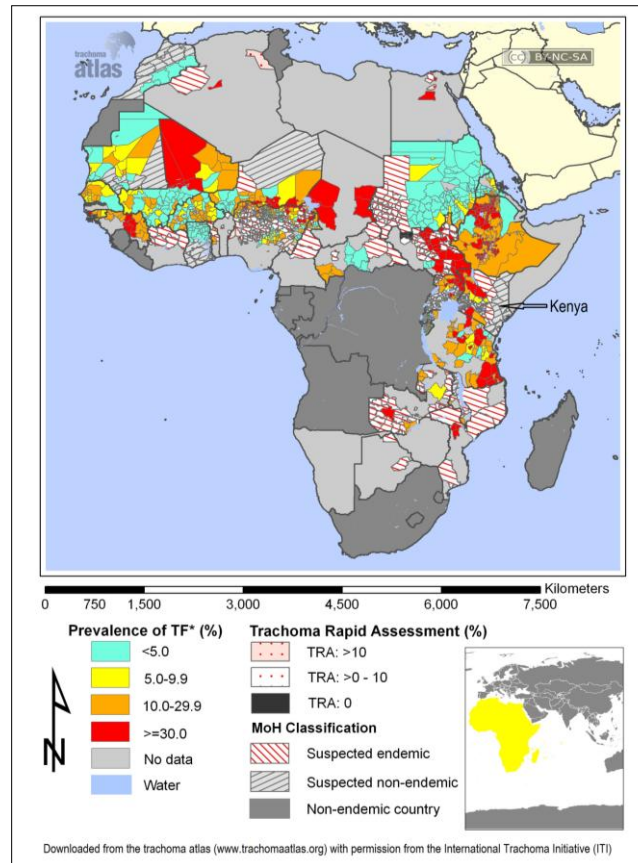 trachoma
atlas
CC BY-NC-SA
Kenya
Kilometers
0 750 1,500 3,000 4,500 6,000 7,500
Prevalence of TF* (%)
<5.0
5.0-9.9
10.0-29.9
>=30.0
No data
Water
N
Trachoma Rapid Assessment (%)
TRA: >10
TRA: >0 - 10
TRA: 0
MoH Classification
Suspected endemic
Suspected non-endemic
Non-endemic country
Downloaded from the trachoma atlas (www.trachomaatlas.org) with permission from the International Trachoma Initiative (ITI)